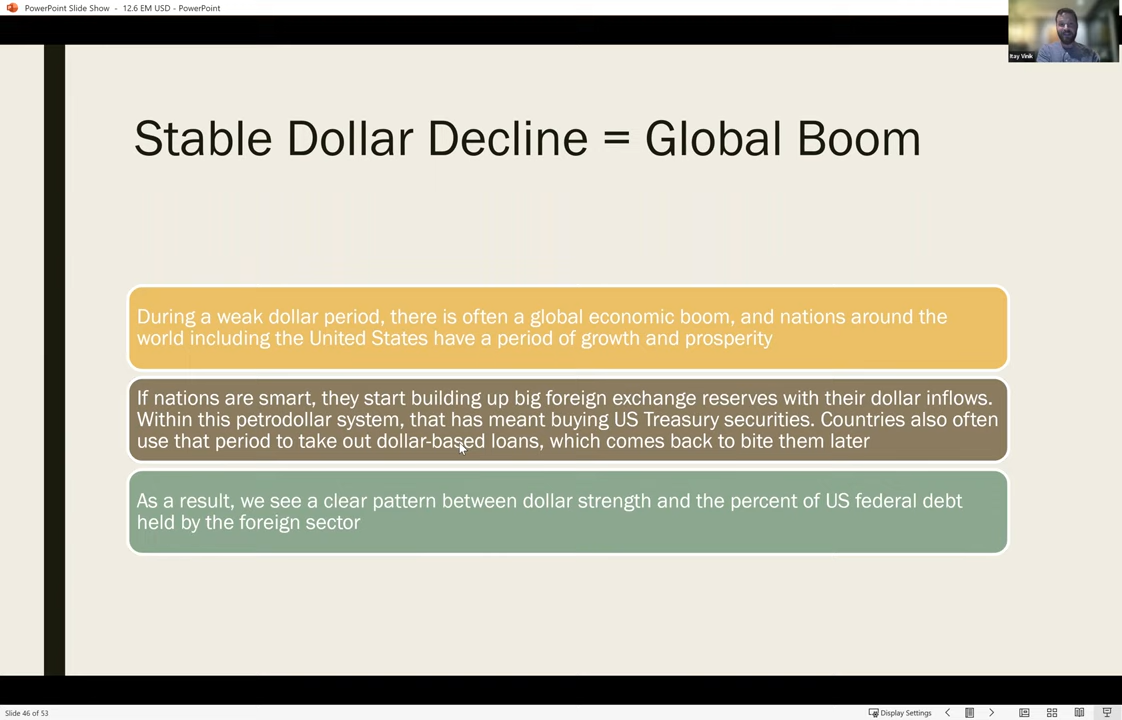 PowerPoint Slide Show - 12.6 EM USD - PowerPoint
Itay Vinik
Stable Dollar Decline = Global Boom
During a weak dollar period, there is often a global economic boom, and nations around the
world including the United States have a period of growth and prosperity
If nations are smart, they start building up big foreign exchange reserves with their dollar inflows.
Within this petrodollar system, that has meant buying US Treasury securities. Countries also often
use that period to take out dollar-based loans, which comes back to bite them later
As a result, we see a clear pattern between dollar strength and the percent of US federal debt
held by the foreign sector
Slide 46 of 53
Display Settings